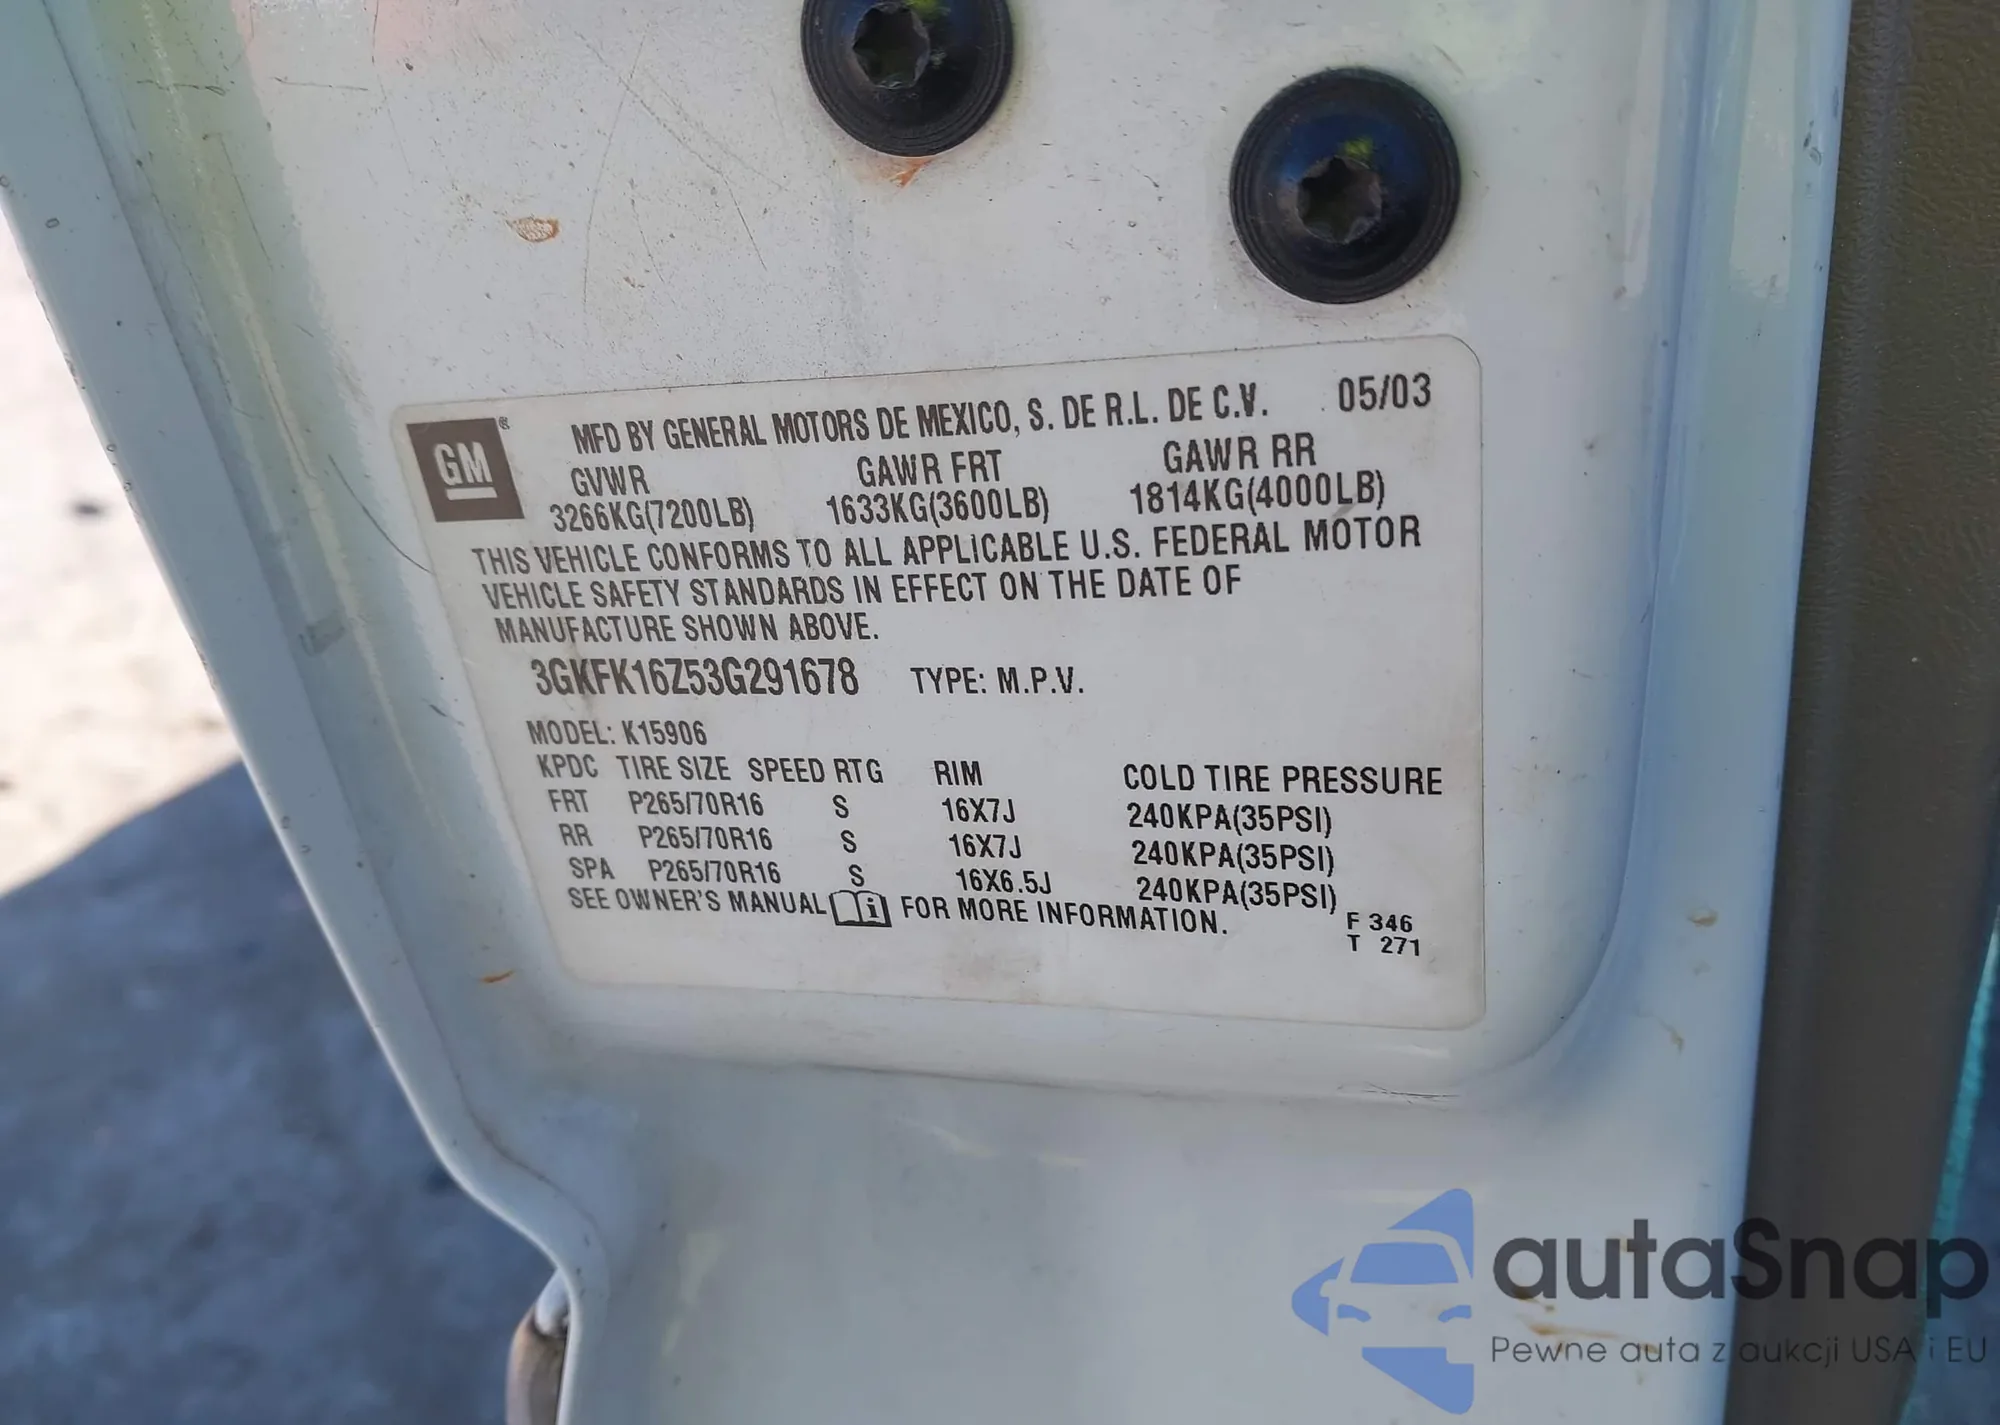 GM®
MFD BY GENERAL MOTORS DE MEXICO, S. DE R.L. DE C.V. 05/03
GVWR GAWR FRT GAWR RR
3266KG(7200LB) 1633KG(3600LB) 1814KG(4000LB)
THIS VEHICLE CONFORMS TO ALL APPLICABLE U.S. FEDERAL MOTOR
VEHICLE SAFETY STANDARDS IN EFFECT ON THE DATE OF
MANUFACTURE SHOWN ABOVE.
3GKFK16Z53G291678 TYPE: M.P.V.
MODEL: K15906
KPDC TIRE SIZE SPEED RTG RIM COLD TIRE PRESSURE
FRT P265/70R16 S 16X7J 240KPA(35PSI)
RR P265/70R16 S 16X7J 240KPA(35PSI)
SPA P265/70R16 S 16X6.5J 240KPA(35PSI)
SEE OWNER'S MANUAL FOR MORE INFORMATION.
F 346
T 271
autaSnap
Pewne auta z aukcji USA i EU